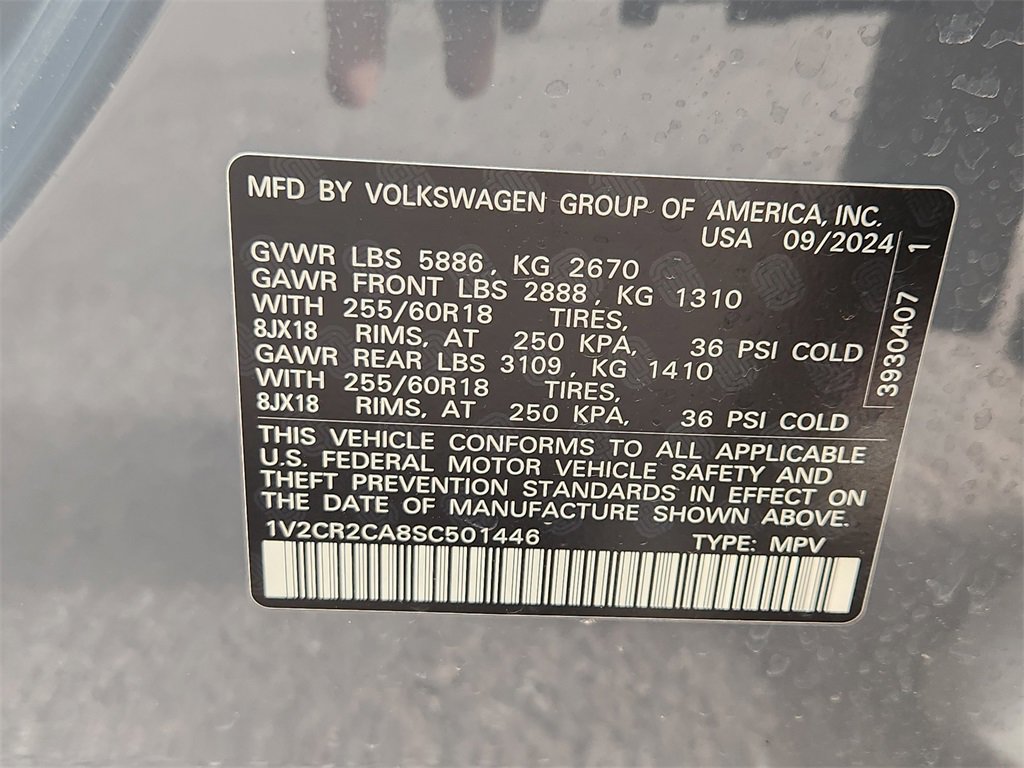 MFD BY VOLKSWAGEN GROUP OF AMERICA, INC.
USA 09/2024
GVWR LBS 5886, KG 2670
GAWR FRONT LBS 2888, KG 1310
WITH 255/60R18 TIRES,
8JX18 RIMS, AT 250 KPA, 36 PSI COLD
GAWR REAR LBS 3109, KG 1410
WITH 255/60R18 TIRES,
8JX18 RIMS, AT 250 KPA, 36 PSI COLD
3930407 1
THIS VEHICLE CONFORMS TO ALL APPLICABLE
U.S. FEDERAL MOTOR VEHICLE SAFETY AND
THEFT PREVENTION STANDARDS IN EFFECT ON
THE DATE OF MANUFACTURE SHOWN ABOVE.
1V2CR2CA8SC501446 TYPE: MPV